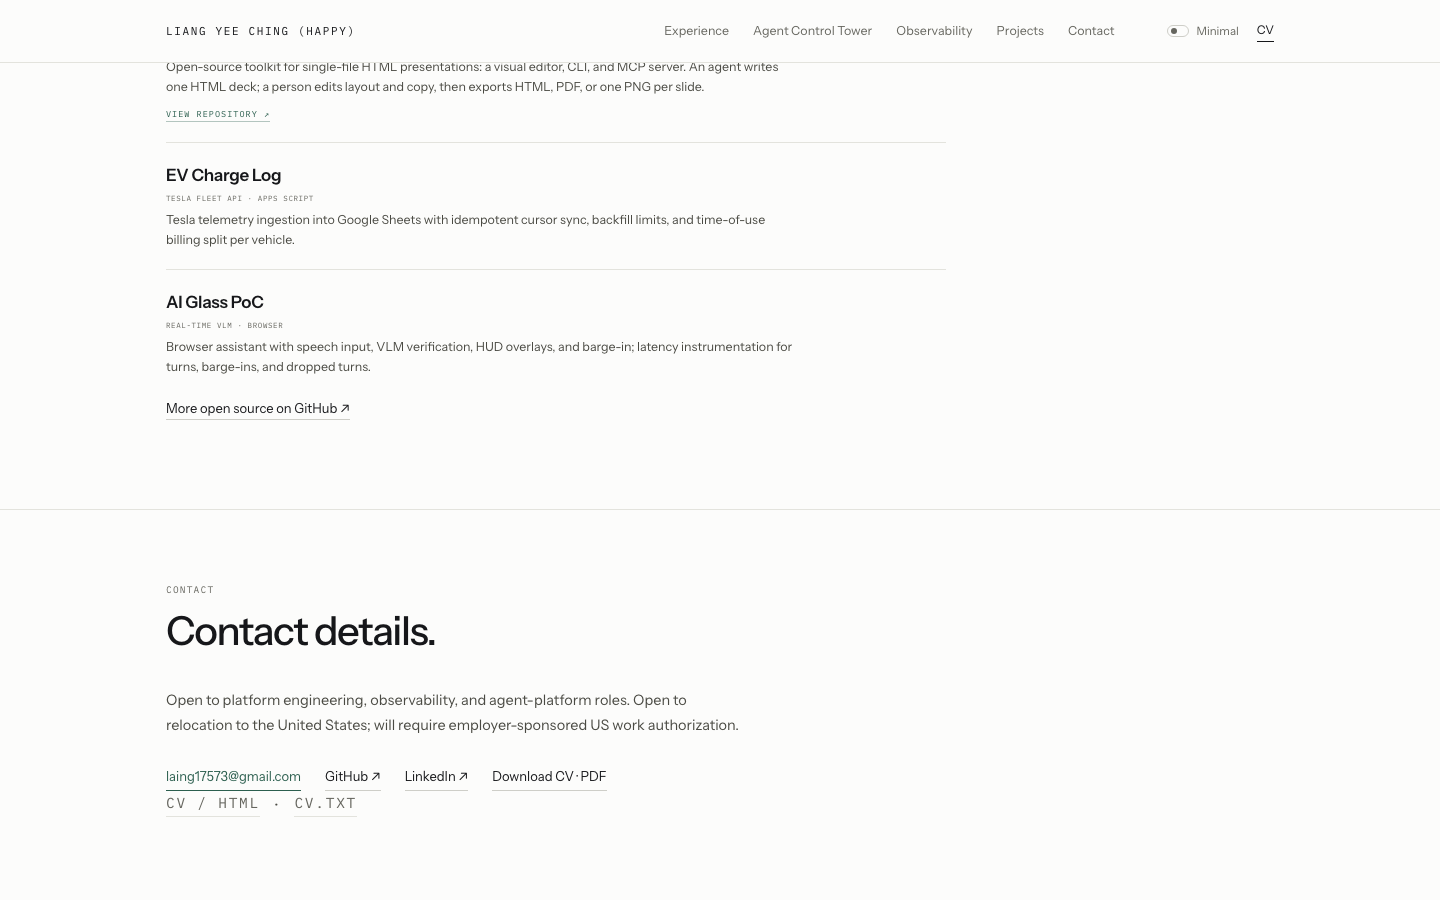 LIANG YEE CHING (HAPPY)
Experience
Agent Control Tower
Observability
Projects
Contact
Minimal
CV
Open-source toolkit for single-file HTML presentations: a visual editor, CLI, and MCP server. An agent writes
one HTML deck; a person edits layout and copy, then exports HTML, PDF, or one PNG per slide.
VIEW REPOSITORY ↗
EV Charge Log
TESLA FLEET API · APPS SCRIPT
Tesla telemetry ingestion into Google Sheets with idempotent cursor sync, backfill limits, and time-of-use
billing split per vehicle.
AI Glass PoC
REAL-TIME VLM · BROWSER
Browser assistant with speech input, VLM verification, HUD overlays, and barge-in; latency instrumentation for
turns, barge-ins, and dropped turns.
More open source on GitHub ↗
CONTACT
Contact details.
Open to platform engineering, observability, and agent-platform roles. Open to
relocation to the United States; will require employer-sponsored US work authorization.
laing17573@gmail.com
GitHub ↗
LinkedIn ↗
Download CV · PDF
CV / HTML · CV.TXT